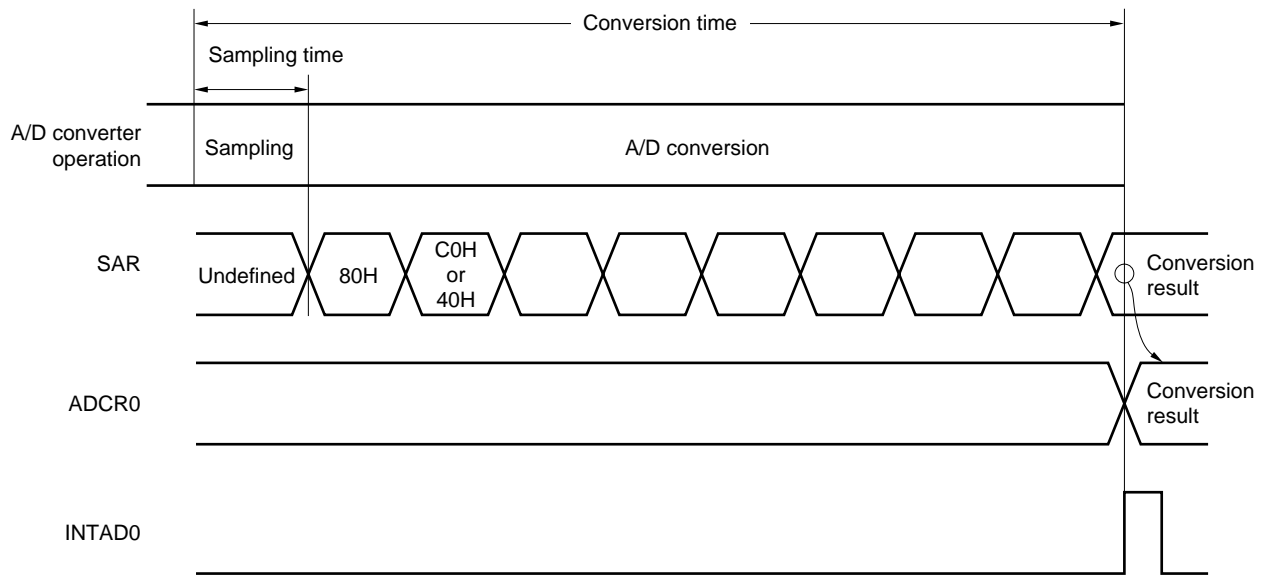 Conversion time
Sampling time
A/D converter
operation
Sampling
A/D conversion
SAR
Undefined
80H
C0H
or
40H
Conversion
result
ADCR0
Conversion
result
INTAD0